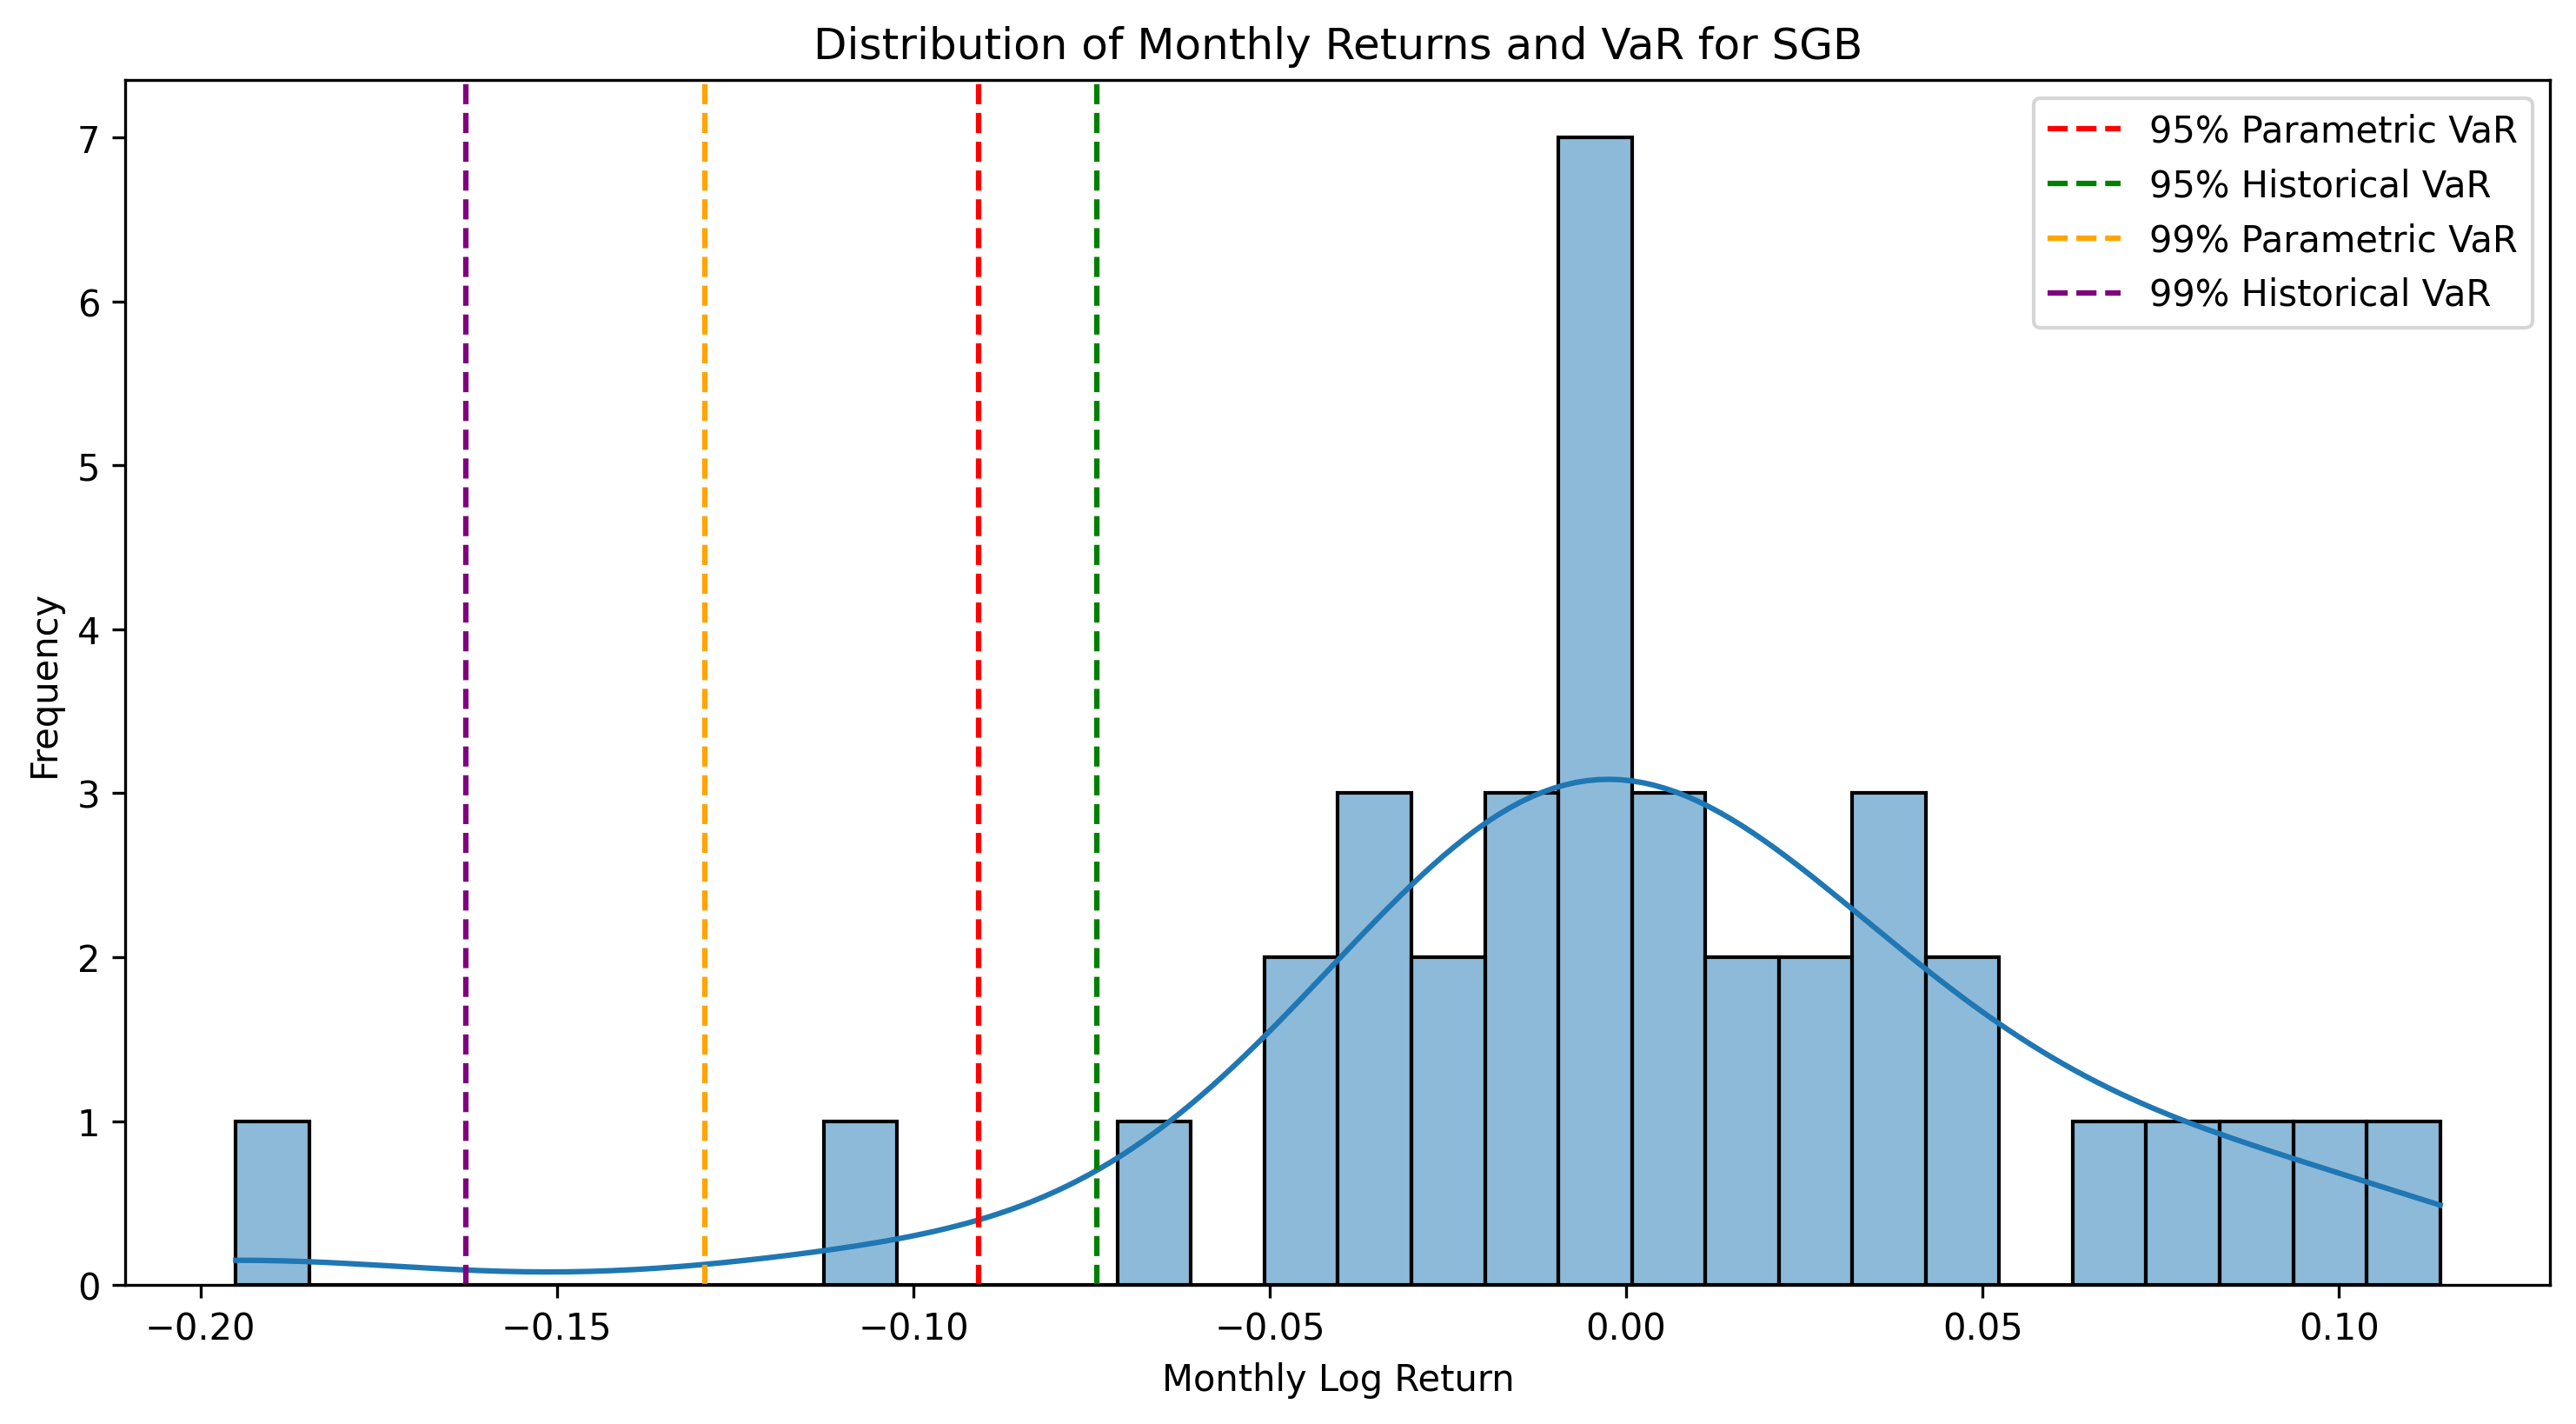 Distribution of Monthly Returns and VaR for SGB
95% Parametric VaR
95% Historical VaR
99% Parametric VaR
99% Historical VaR
Frequency
7
6
5
4
3
2
1
0
−0.20 −0.15 −0.10 −0.05 0.00 0.05 0.10
Monthly Log Return